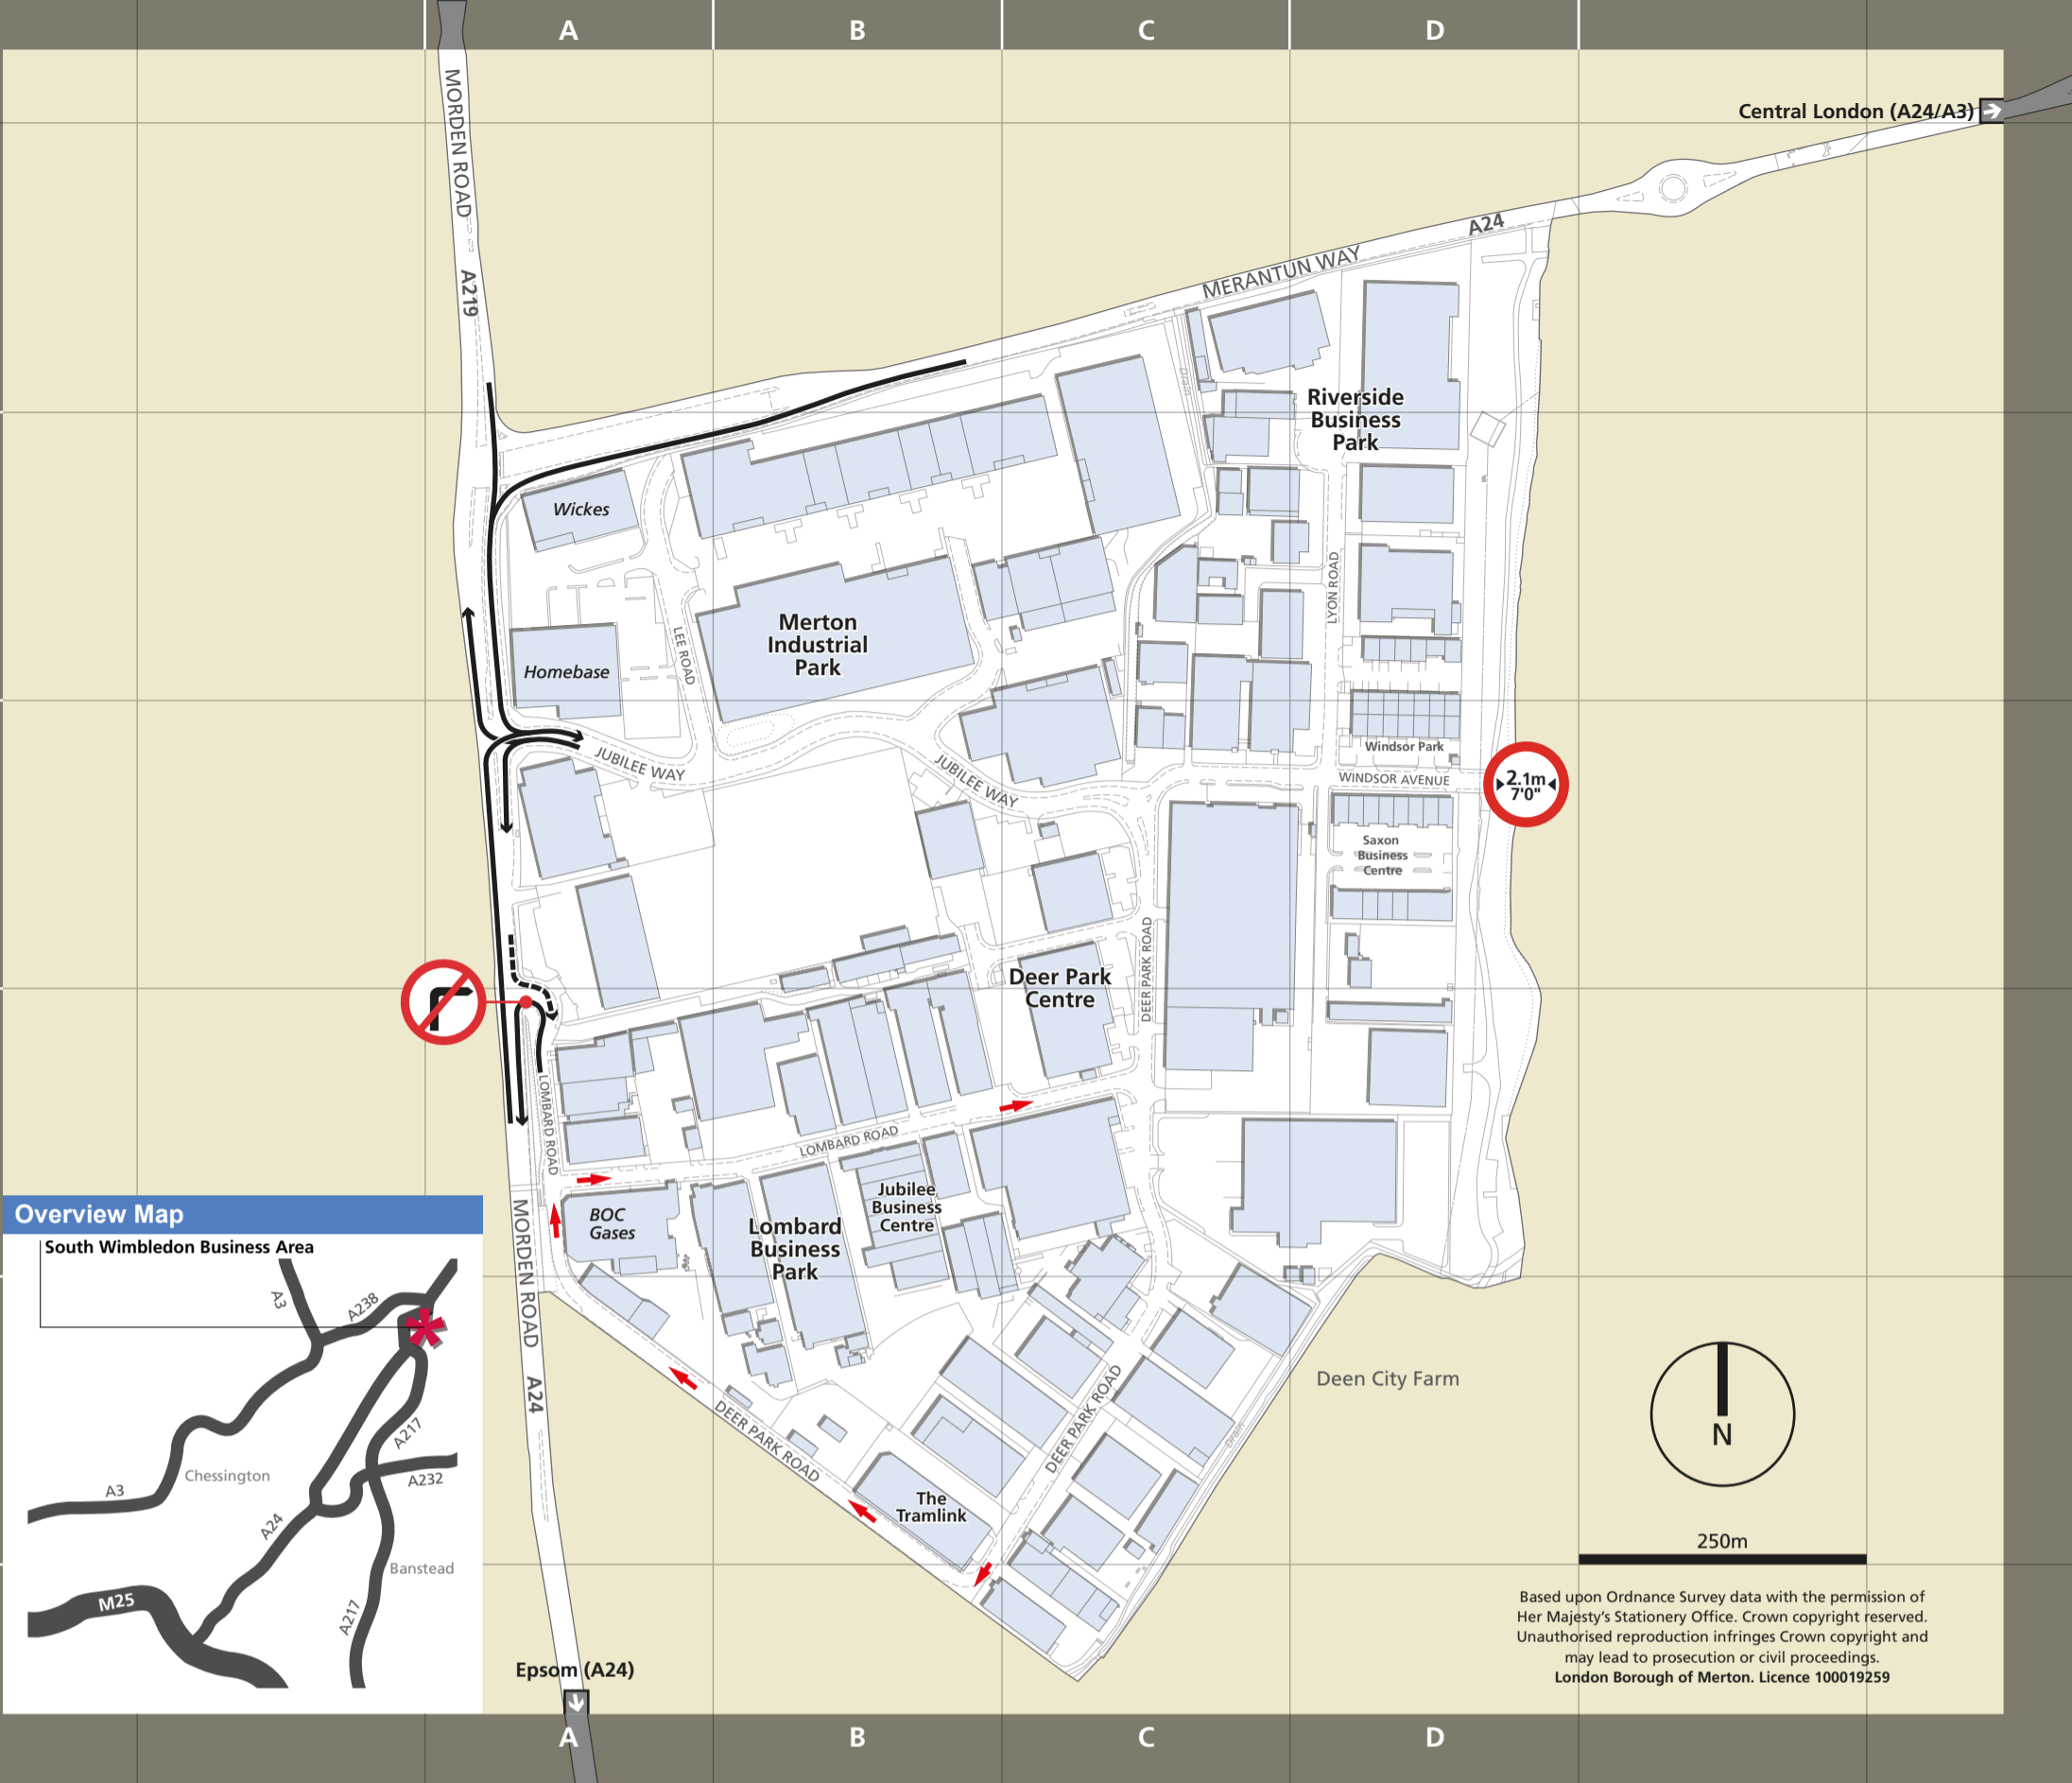 A
B
C
D
MORDEN ROAD
A219
Central London (A24/A3)
A24
MERANTUN WAY
Drain
Riverside
Business
Park
Wickes
LYON ROAD
Merton
Industrial
Park
LEE ROAD
Homebase
JUBILEE WAY
JUBILEE WAY
Windsor Park
WINDSOR AVENUE
2.1m
7'0"
Saxon
Business
Centre
Deer Park
Centre
DEER PARK ROAD
LOMBARD ROAD
LOMBARD ROAD
Jubilee
Business
Centre
BOC
Gases
Lombard
Business
Park
MORDEN ROAD
A24
Overview Map
South Wimbledon Business Area
A3
A238
A217
Chessington
A232
A3
A24
Banstead
M25
A217
Deen City Farm
DEER PARK ROAD
DEER PARK ROAD
Drain
The
Tramlink
N
250m
Based upon Ordnance Survey data with the permission of
Her Majesty's Stationery Office. Crown copyright reserved.
Unauthorised reproduction infringes Crown copyright and
may lead to prosecution or civil proceedings.
London Borough of Merton. Licence 100019259
Epsom (A24)
A
B
C
D